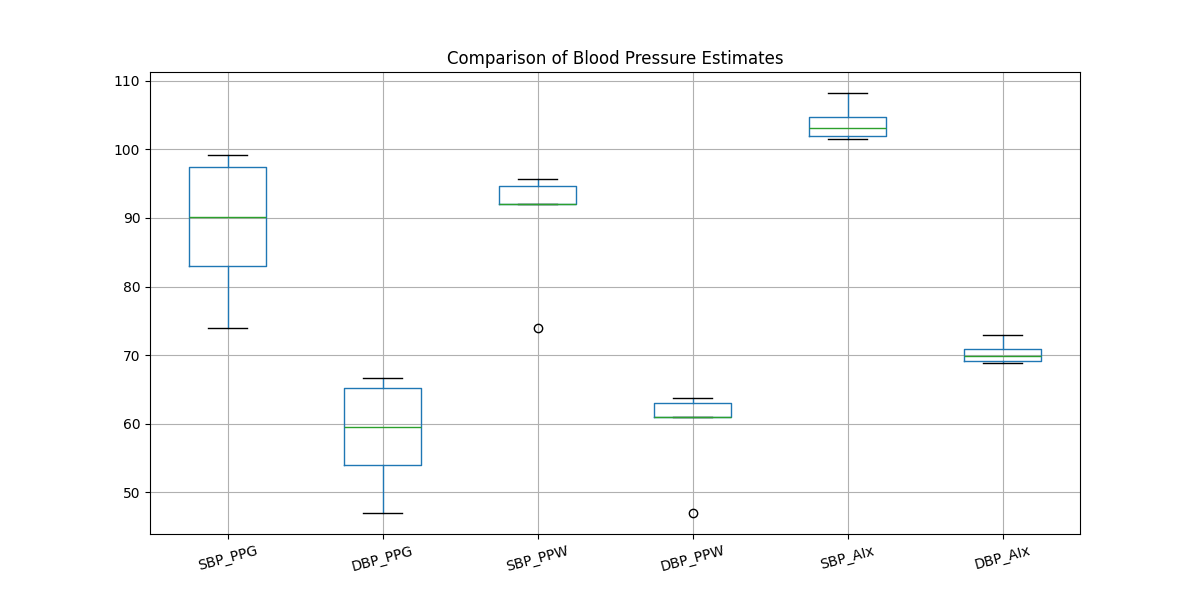 Comparison of Blood Pressure Estimates
110
100
90
80
70
60
50
SBP_PPG
DBP_PPG
SBP_PPW
DBP_PPW
SBP_AIx
DBP_AIx